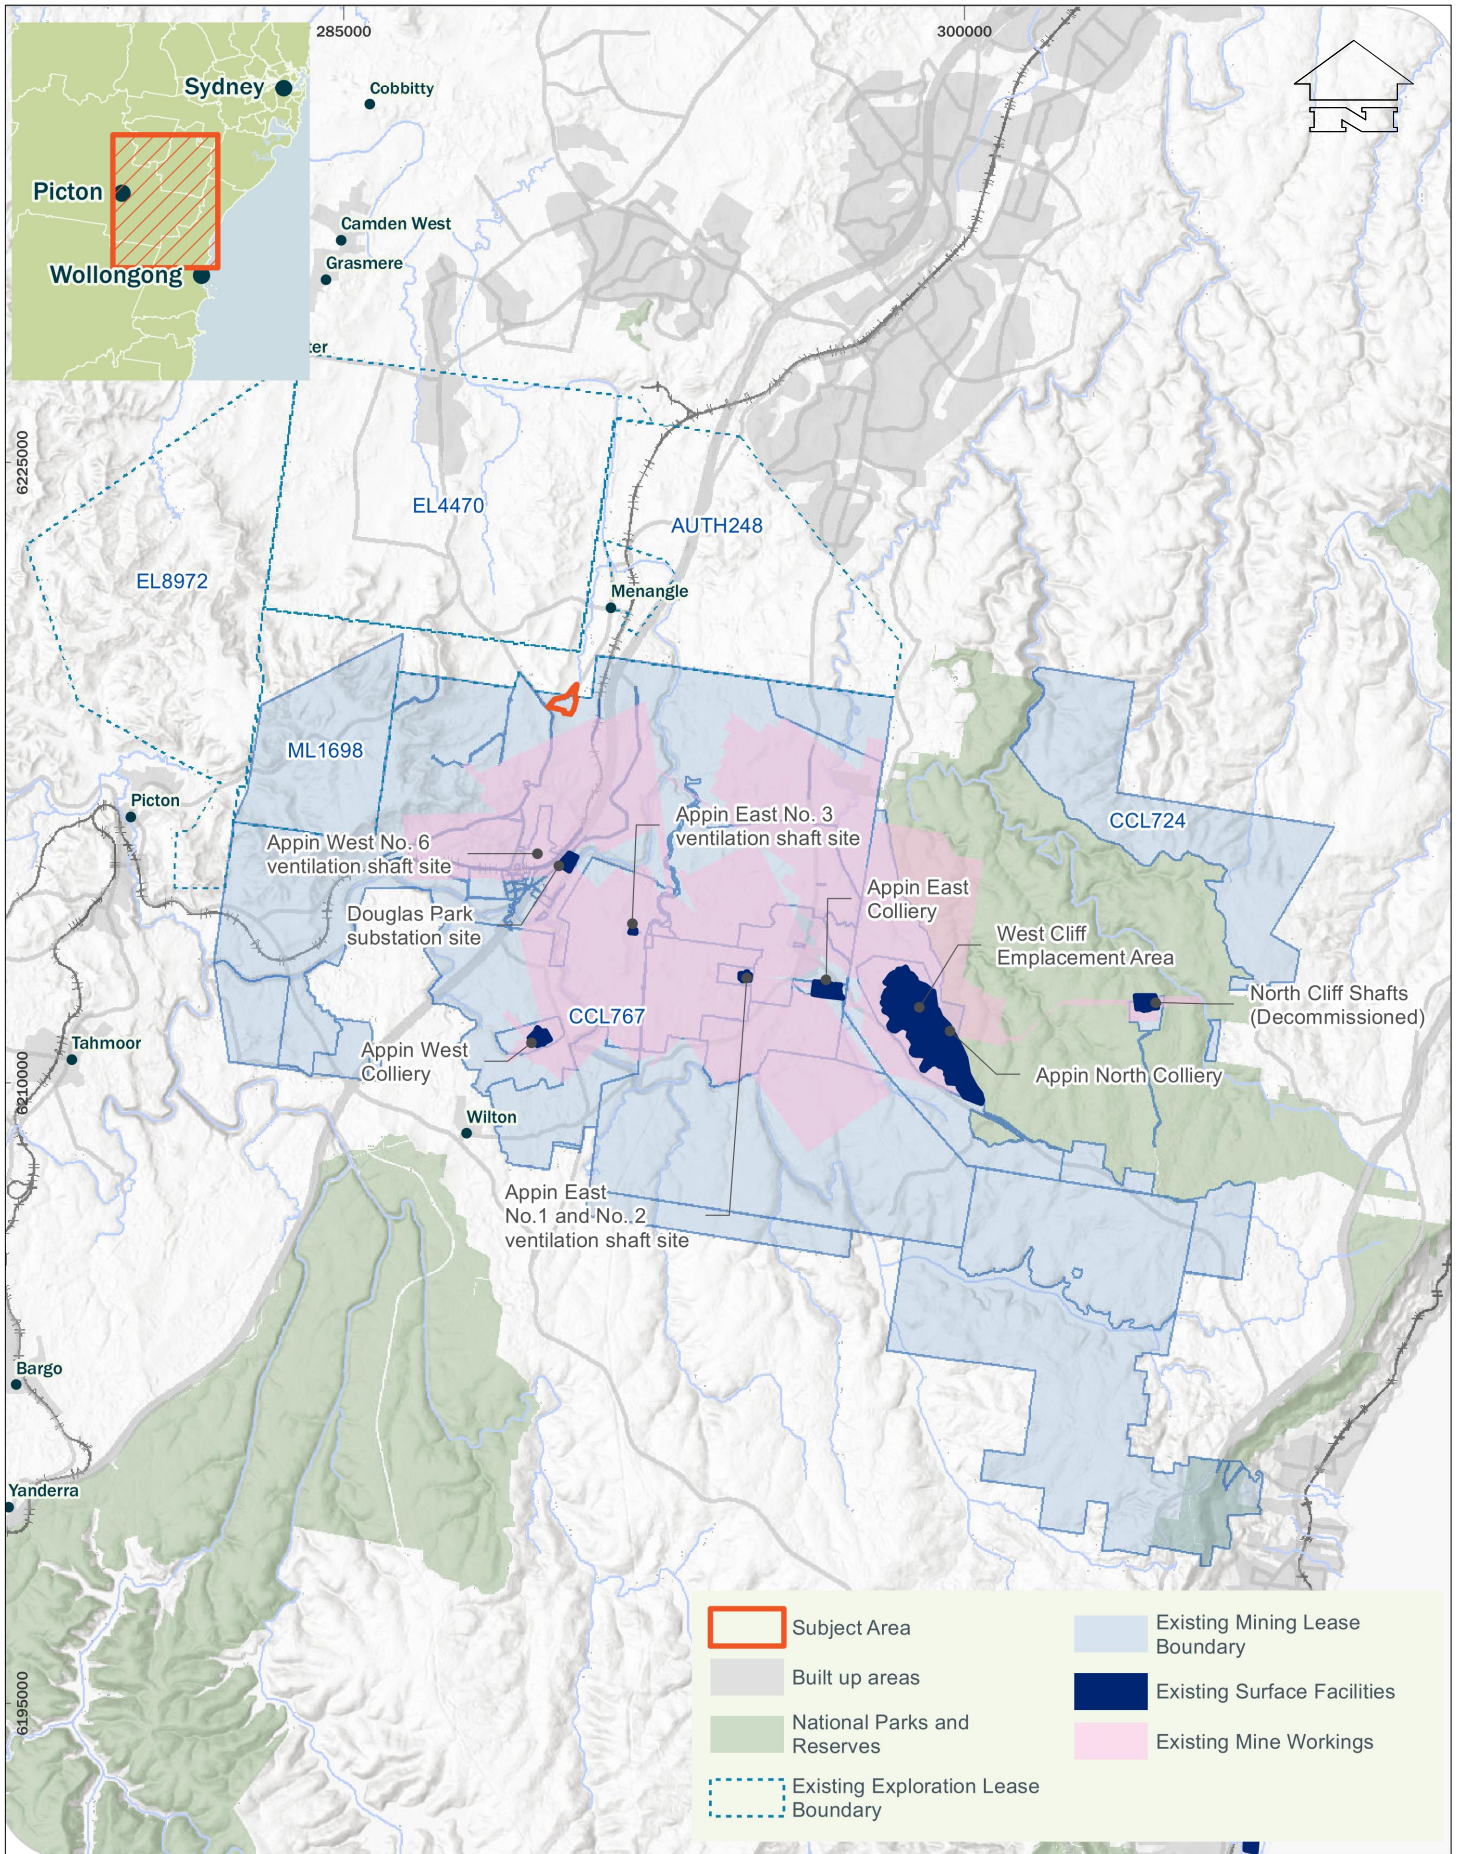 285000
300000
Sydney
Cobbitty
N
Picton
Camden West
Grasmere
Wollongong
ter
6225000
EL4470
AUTH248
EL8972
Menangle
ML1698
Picton
Appin East No. 3
ventilation shaft site
CCL724
Appin West No. 6
ventilation shaft site
Appin East
Colliery
Douglas Park
substation site
West Cliff
Emplacement Area
North Cliff Shafts
(Decommissioned)
CCL767
Tahmoor
Appin West
Colliery
6210000
Appin North Colliery
Wilton
Appin East
No.1 and No. 2
ventilation shaft site
Bargo
Yanderra
6195000
Subject Area
Built up areas
National Parks and
Reserves
Existing Exploration Lease
Boundary
Existing Mining Lease
Boundary
Existing Surface Facilities
Existing Mine Workings